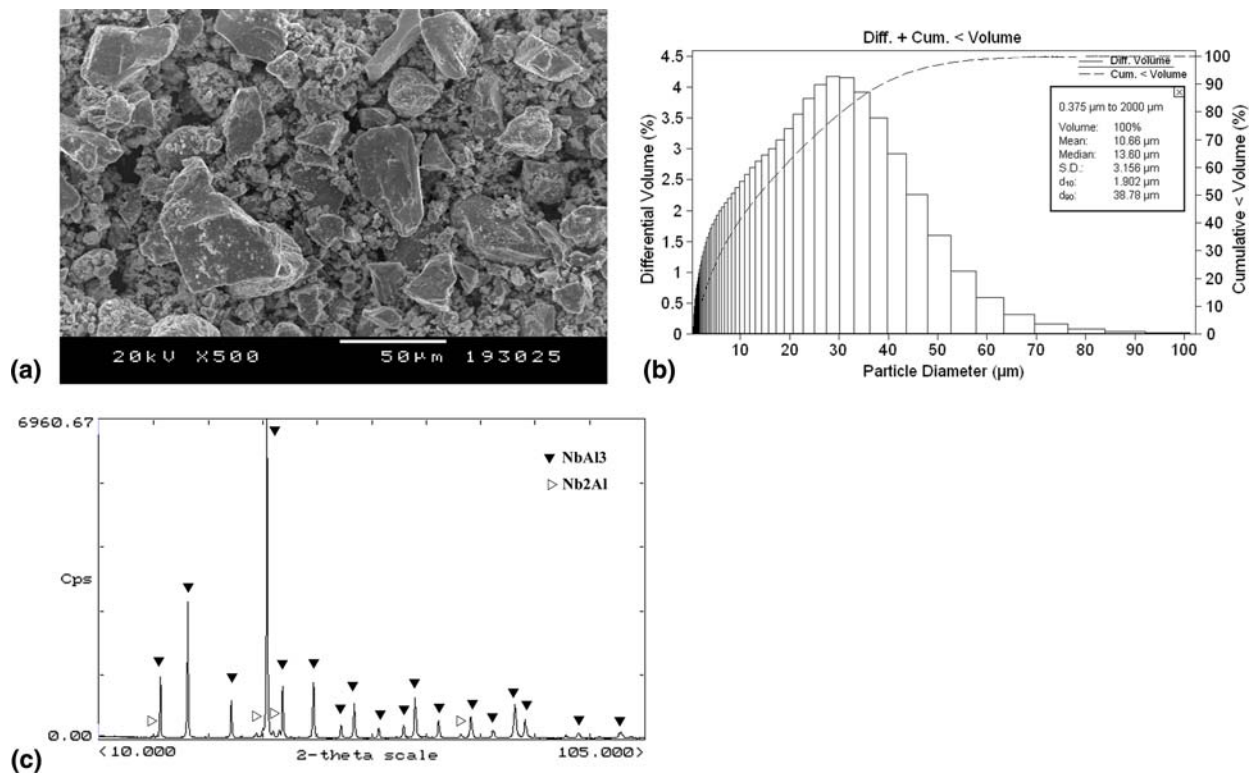 20kV X500 50µm 193025
(a)
Diff. + Cum. < Volume
Differential Volume (%)
4.5
4
3.5
3
2.5
2
1.5
1
0.5
0
10 20 30 40 50 60 70 80 90 100
Particle Diameter (µm)
100
90
80
70
60
50
40
30
20
10
0
Cumulative < Volume (%)
Diff. Volume
Cum. < Volume
0.375 µm to 2000 µm
Volume: 100%
Mean: 10.66 µm
Median: 13.60 µm
S.D.: 3.156 µm
d10: 1.902 µm
d90: 38.78 µm
(b)
6960.67
Cps
0.00
<10.000 2-theta scale 105.000>
NbAl3
Nb2Al
(c)